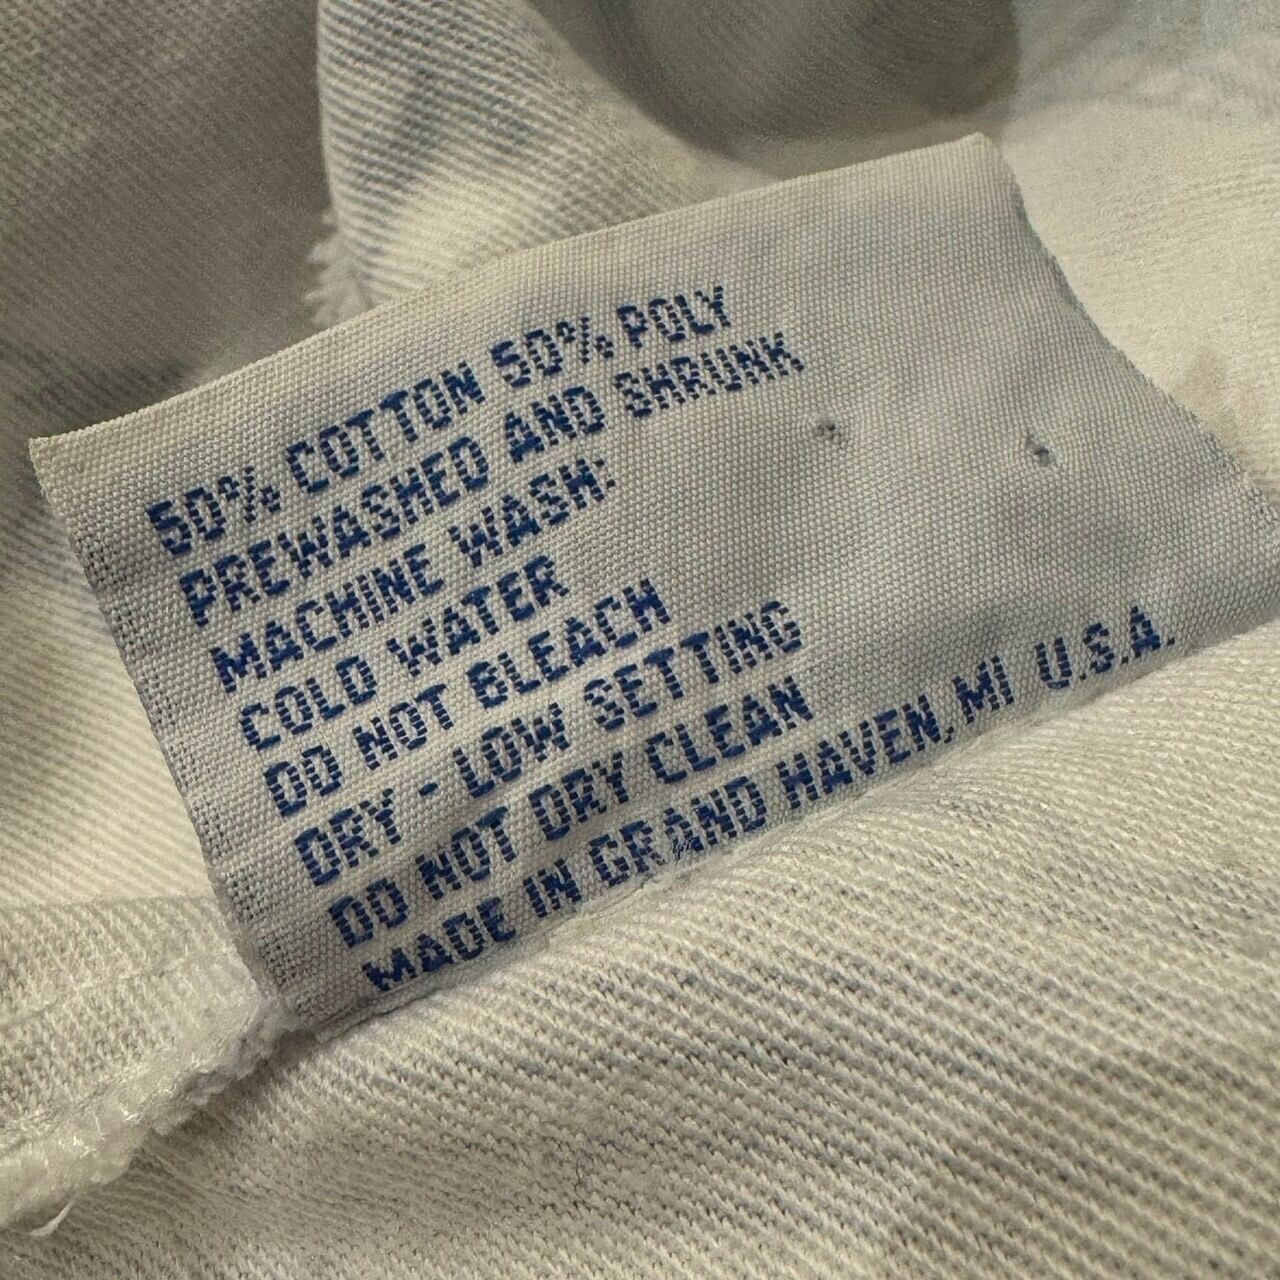 50% COTTON 50% POLY
PREWASHED AND SHRUNK
MACHINE WASH:
COLD WATER
DO NOT BLEACH
DRY - LOW SETTING
DO NOT DRY CLEAN
MADE IN GRAND HAVEN, MI U.S.A.